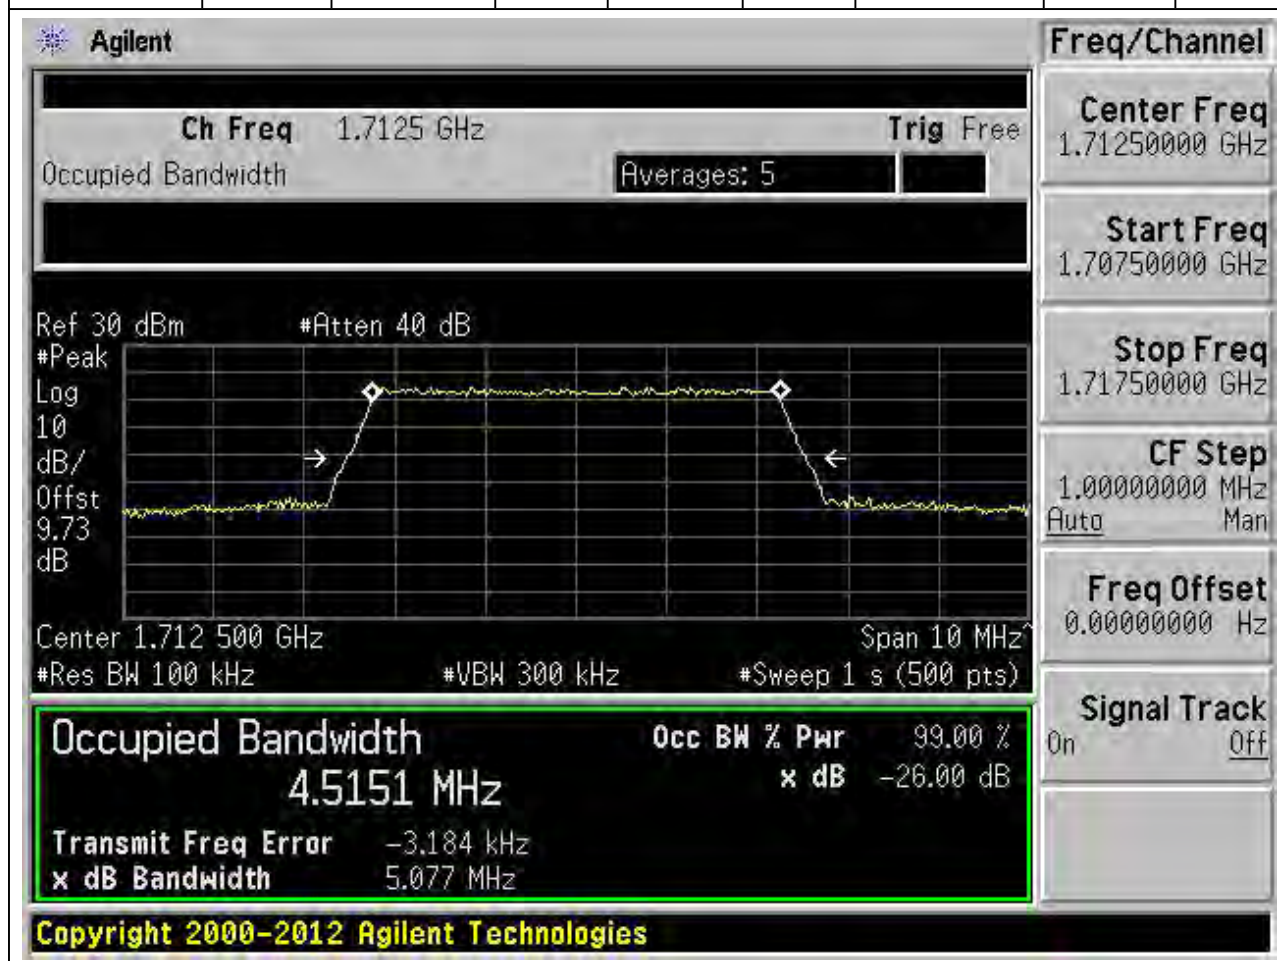 Agilent
Freq/Channel
Ch Freq 1.7125 GHz Trig Free
Occupied Bandwidth Averages: 5
Center Freq
1.71250000 GHz
Start Freq
1.70750000 GHz
Stop Freq
1.71750000 GHz
CF Step
1.00000000 MHz
Auto Man
Freq Offset
0.00000000 Hz
Signal Track
On Off
Ref 30 dBm #Atten 40 dB
#Peak
Log
10
dB/
Offst
9.73
dB
Center 1.712 500 GHz Span 10 MHz^
#Res BW 100 kHz #VBW 300 kHz #Sweep 1 s (500 pts)
Occupied Bandwidth Occ BW % Pwr 99.00 %
4.5151 MHz x dB -26.00 dB
Transmit Freq Error -3.184 kHz
x dB Bandwidth 5.077 MHz
Copyright 2000-2012 Agilent Technologies